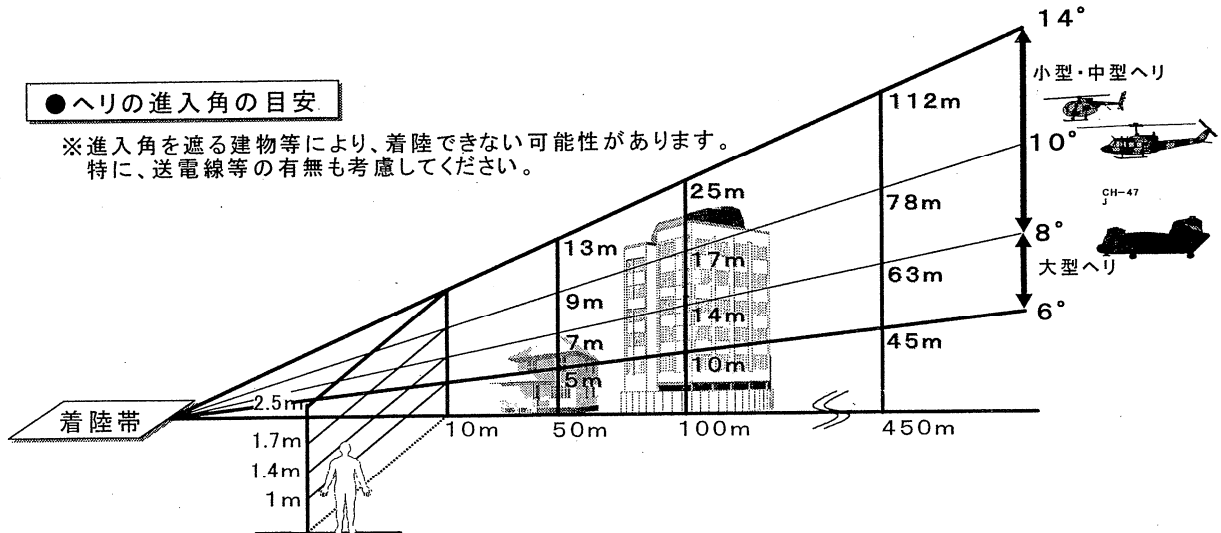 ●ヘリの進入角の目安
※進入角を遮る建物等により、着陸できない可能性があります。
特に、送電線等の有無も考慮してください。
14°
小型・中型ヘリ
10°
CH-47
J
8°
大型ヘリ
6°
112m
78m
63m
45m
25m
17m
14m
10m
13m
9m
7m
5m
2.5m
1.7m
1.4m
1m
着陸帯
10m
50m
100m
450m